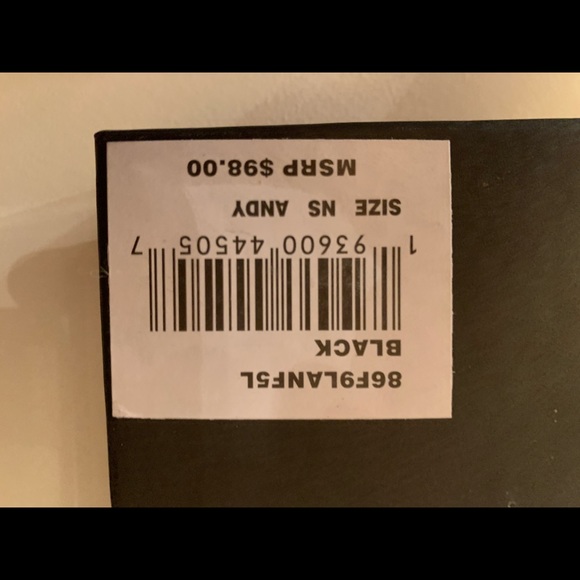 86F9LANF5L
BLACK
1 93600 44505 7
SIZE NS ANDY
MSRP $98.00